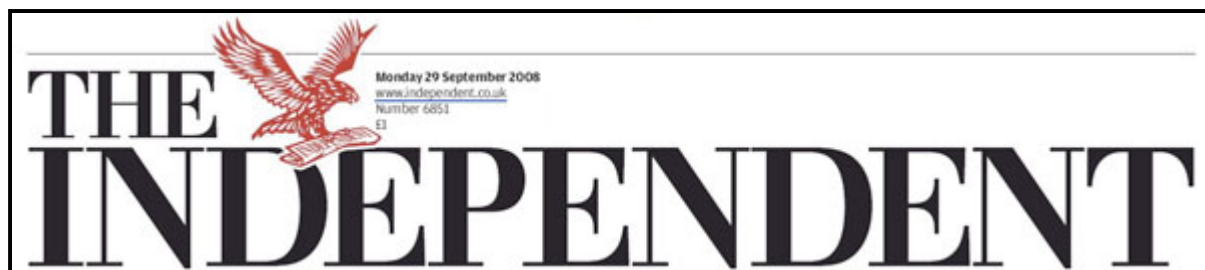 THE
Monday 29 September 2008
www.independent.co.uk
Number 6851
£1
INDEPENDENT